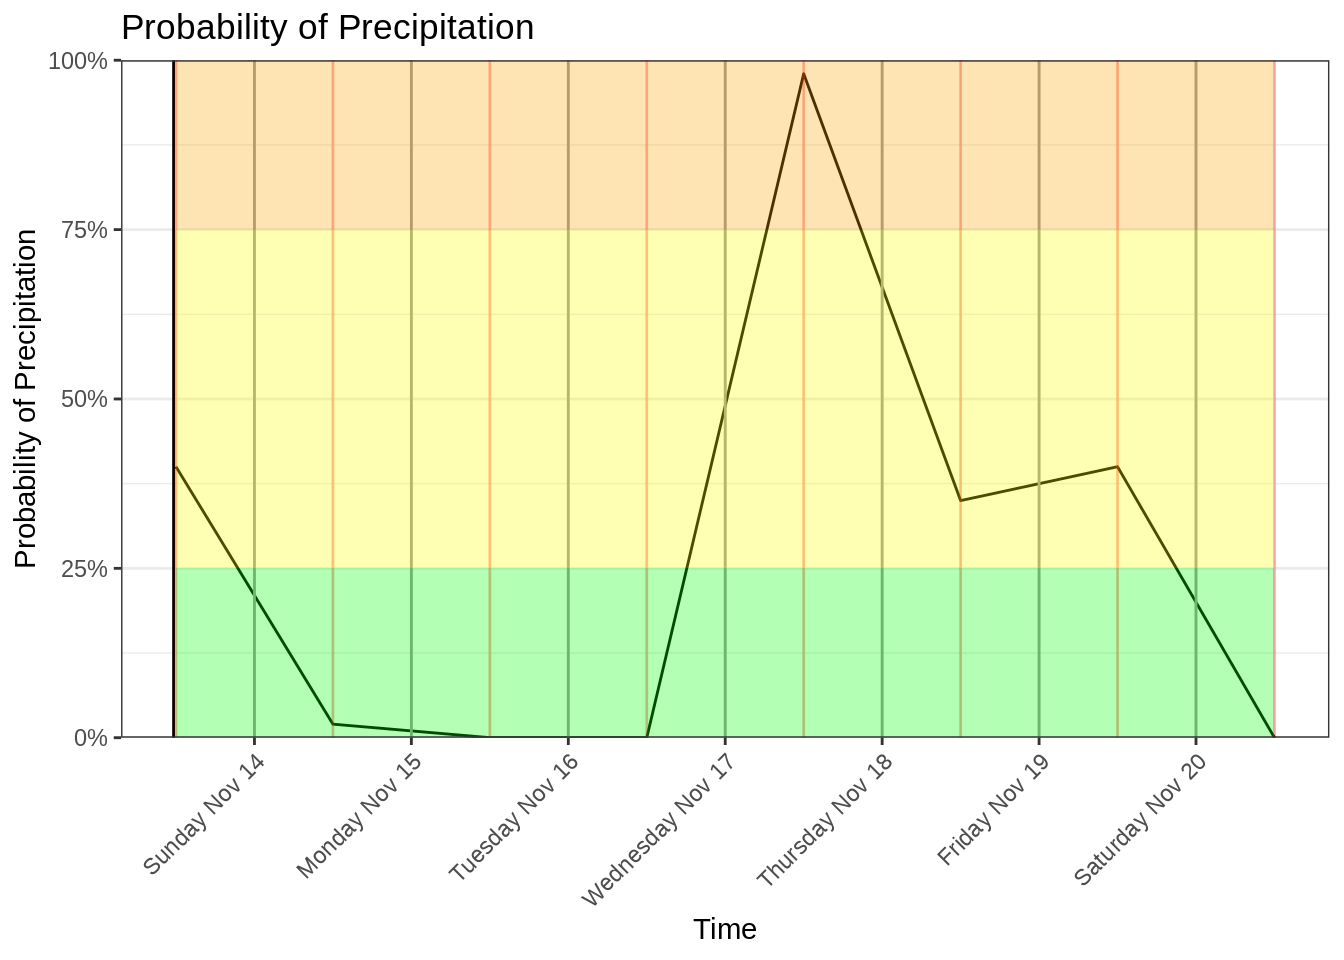 Probability of Precipitation
Probability of Precipitation
100%
75%
50%
25%
0%
Sunday Nov 14
Monday Nov 15
Tuesday Nov 16
Wednesday Nov 17
Thursday Nov 18
Friday Nov 19
Saturday Nov 20
Time